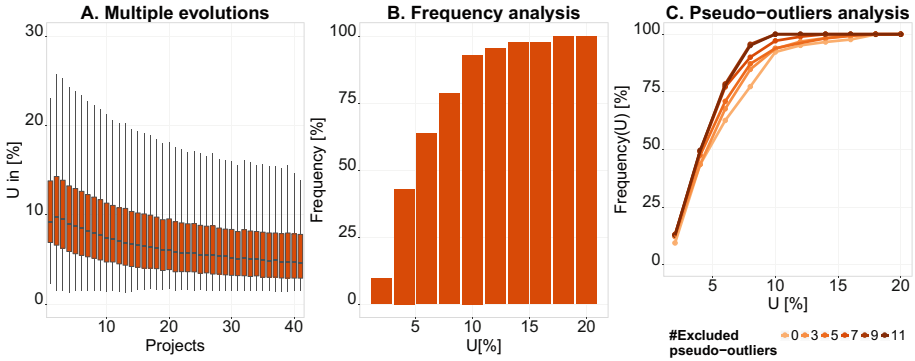 A. Multiple evolutions
U in [%]
30
20
10
0
10
20
30
40
Projects
B. Frequency analysis
Frequency [%]
100
75
50
25
0
5
10
15
20
U[%]
C. Pseudo−outliers analysis
Frequency(U) [%]
100
75
50
25
0
5
10
15
20
U [%]
#Excluded
pseudo−outliers
0 3 5 7 9 11